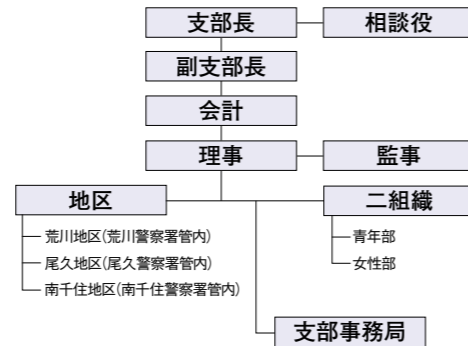 支部長
相談役
副支部長
会計
理事
監事
地区
二組織
荒川地区(荒川警察署管内)
青年部
尾久地区(尾久警察署管内)
女性部
南千住地区(南千住警察署管内)
支部事務局